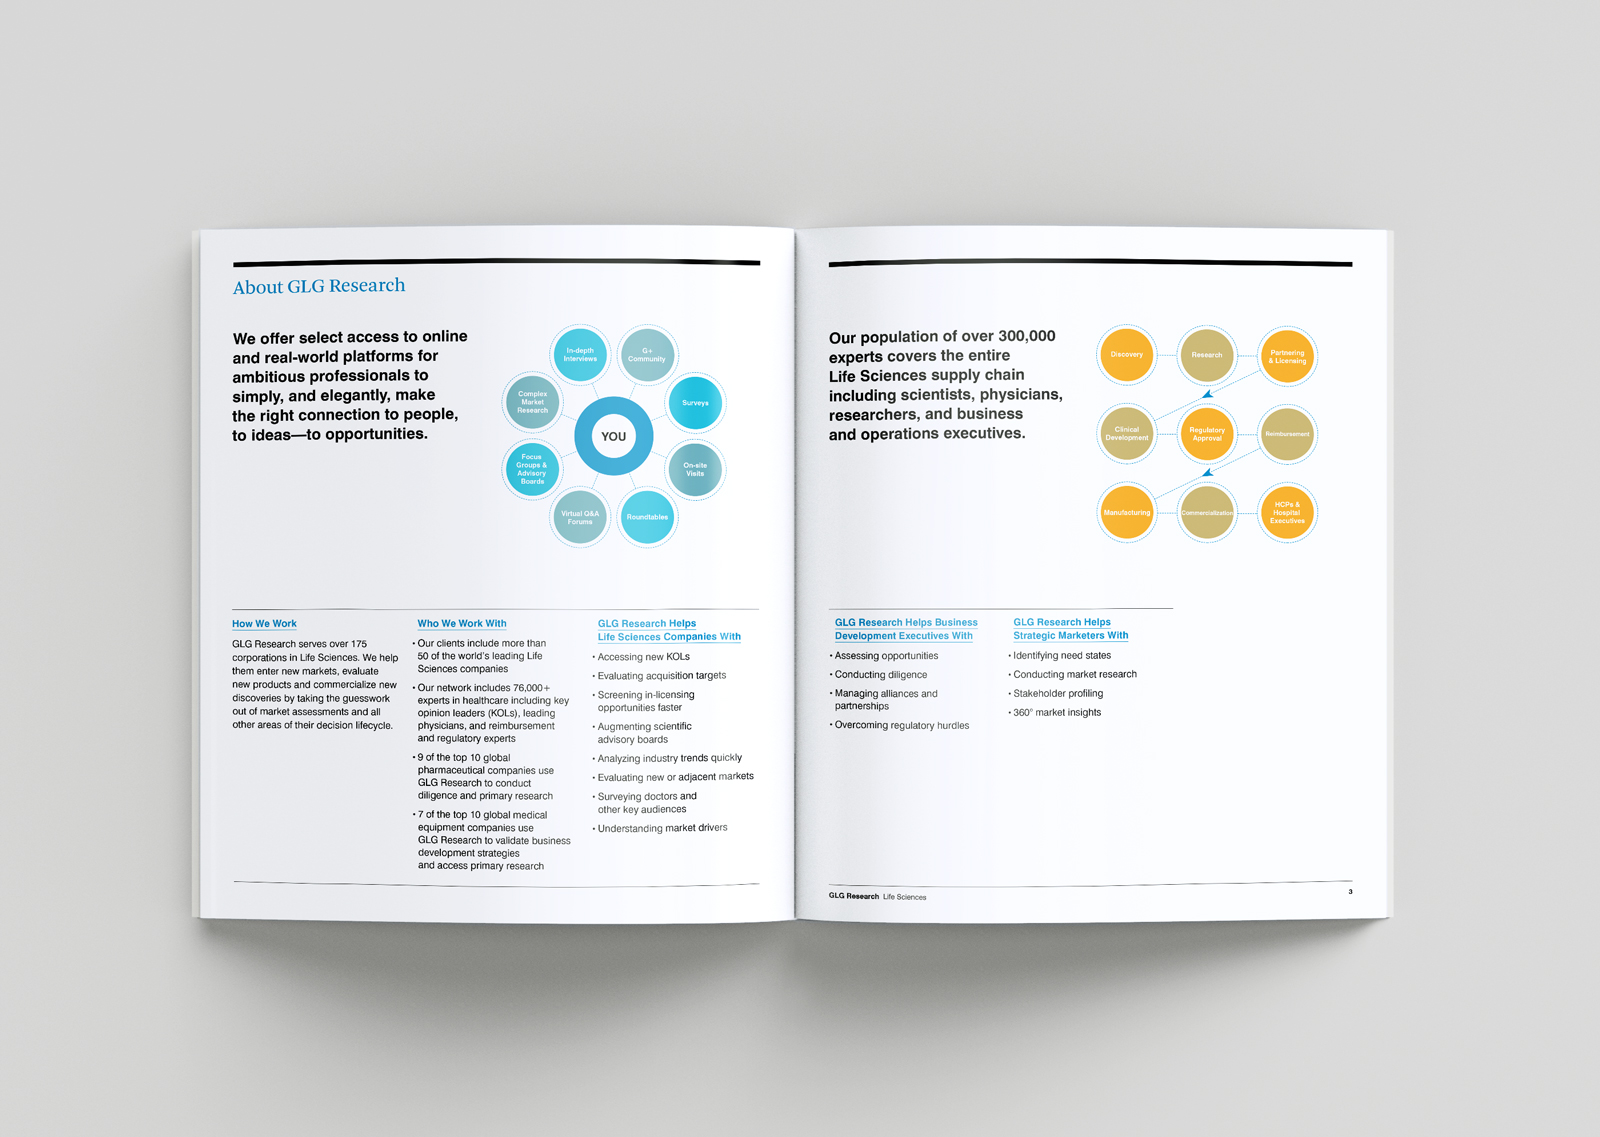 About GLG Research
We offer select access to online
and real-world platforms for
ambitious professionals to
simply, and elegantly, make
the right connection to people,
to ideas—to opportunities.
In-depth
Interviews
G+
Community
Complex
Market
Research
Surveys
YOU
Focus
Groups &
Advisory
Boards
On-site
Visits
Virtual Q&A
Forums
Roundtables
How We Work
GLG Research serves over 175
corporations in Life Sciences. We help
them enter new markets, evaluate
new products and commercialize new
discoveries by taking the guesswork
out of market assessments and all
other areas of their decision lifecycle.
Who We Work With
• Our clients include more than
50 of the world's leading Life
Sciences companies
• Our network includes 76,000+
experts in healthcare including key
opinion leaders (KOLs), leading
physicians, and reimbursement
and regulatory experts
• 9 of the top 10 global
pharmaceutical companies use
GLG Research to conduct
diligence and primary research
• 7 of the top 10 global medical
equipment companies use
GLG Research to validate business
development strategies
and access primary research
GLG Research Helps
Life Sciences Companies With
• Accessing new KOLs
• Evaluating acquisition targets
• Screening in-licensing
opportunities faster
• Augmenting scientific
advisory boards
• Analyzing industry trends quickly
• Evaluating new or adjacent markets
• Surveying doctors and
other key audiences
• Understanding market drivers
Our population of over 300,000
experts covers the entire
Life Sciences supply chain
including scientists, physicians,
researchers, and business
and operations executives.
Discovery
Research
Partnering
& Licensing
Clinical
Development
Regulatory
Approval
Reimbursement
Manufacturing
Commercialization
HCPs &
Hospital
Executives
GLG Research Helps Business
Development Executives With
• Assessing opportunities
• Conducting diligence
• Managing alliances and
partnerships
• Overcoming regulatory hurdles
GLG Research Helps
Strategic Marketers With
• Identifying need states
• Conducting market research
• Stakeholder profiling
• 360° market insights
GLG Research Life Sciences
3